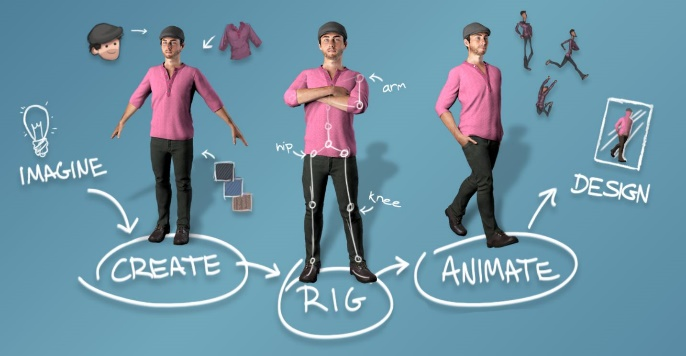 IMAGINE
CREATE
RIG
ANIMATE
DESIGN
arm
hip
knee